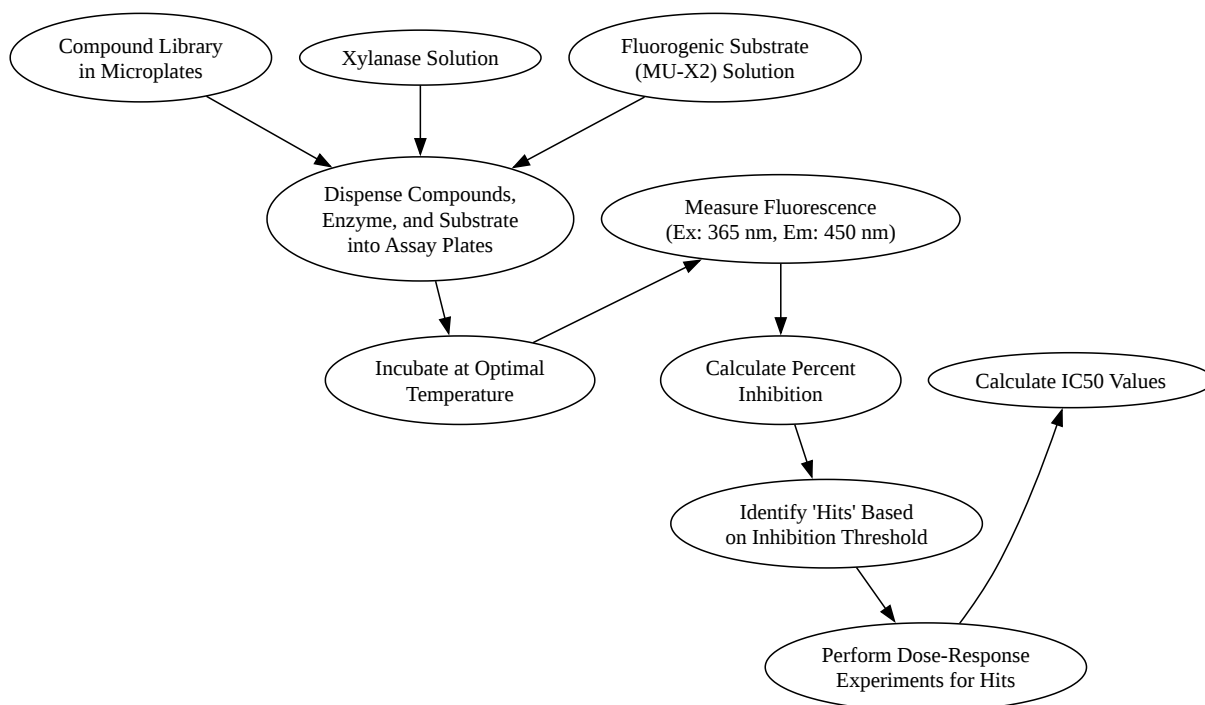 Compound Library
in Microplates
Xylanase Solution
Fluorogenic Substrate
(MU-X2) Solution
Dispense Compounds,
Enzyme, and Substrate
into Assay Plates
Measure Fluorescence
(Ex: 365 nm, Em: 450 nm)
Incubate at Optimal
Temperature
Calculate Percent
Inhibition
Calculate IC50 Values
Identify 'Hits' Based
on Inhibition Threshold
Perform Dose-Response
Experiments for Hits